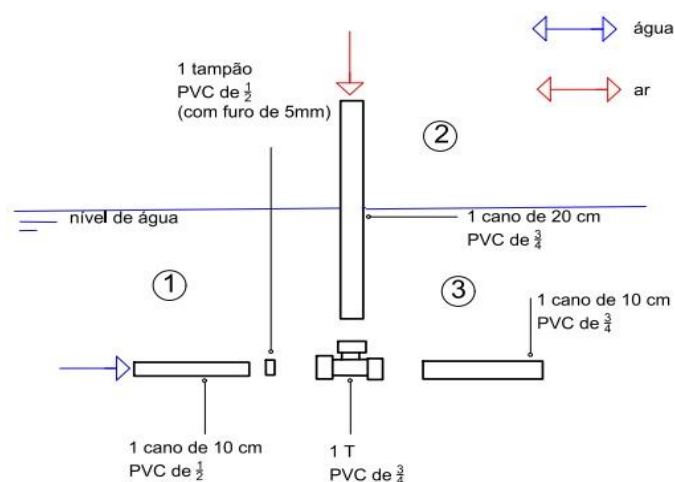 água
ar
1 tampão
PVC de 1/2
(com furo de 5mm)
2
nível de água
1 cano de 20 cm
PVC de 3/4
1
3
1 cano de 10 cm
PVC de 3/4
1 cano de 10 cm
PVC de 1/2
1 T
PVC de 3/4